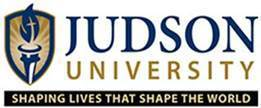 JUDSON
UNIVERSITY
SHAPING LIVES THAT SHAPE THE WORLD